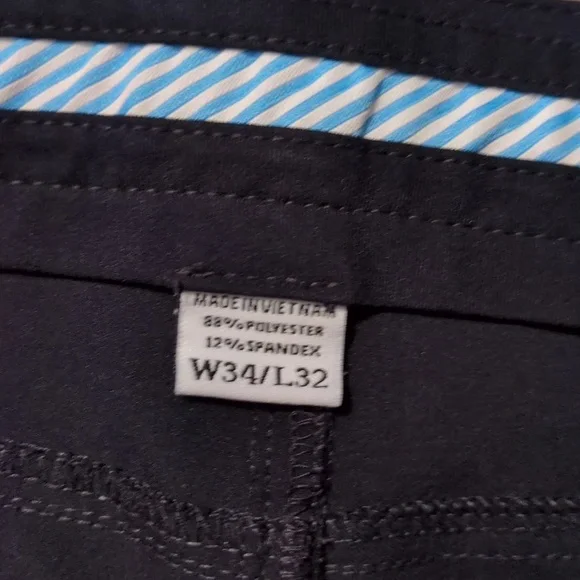 MADE IN VIETNAM
88% POLYESTER
12% SPANDEX
W34/L32